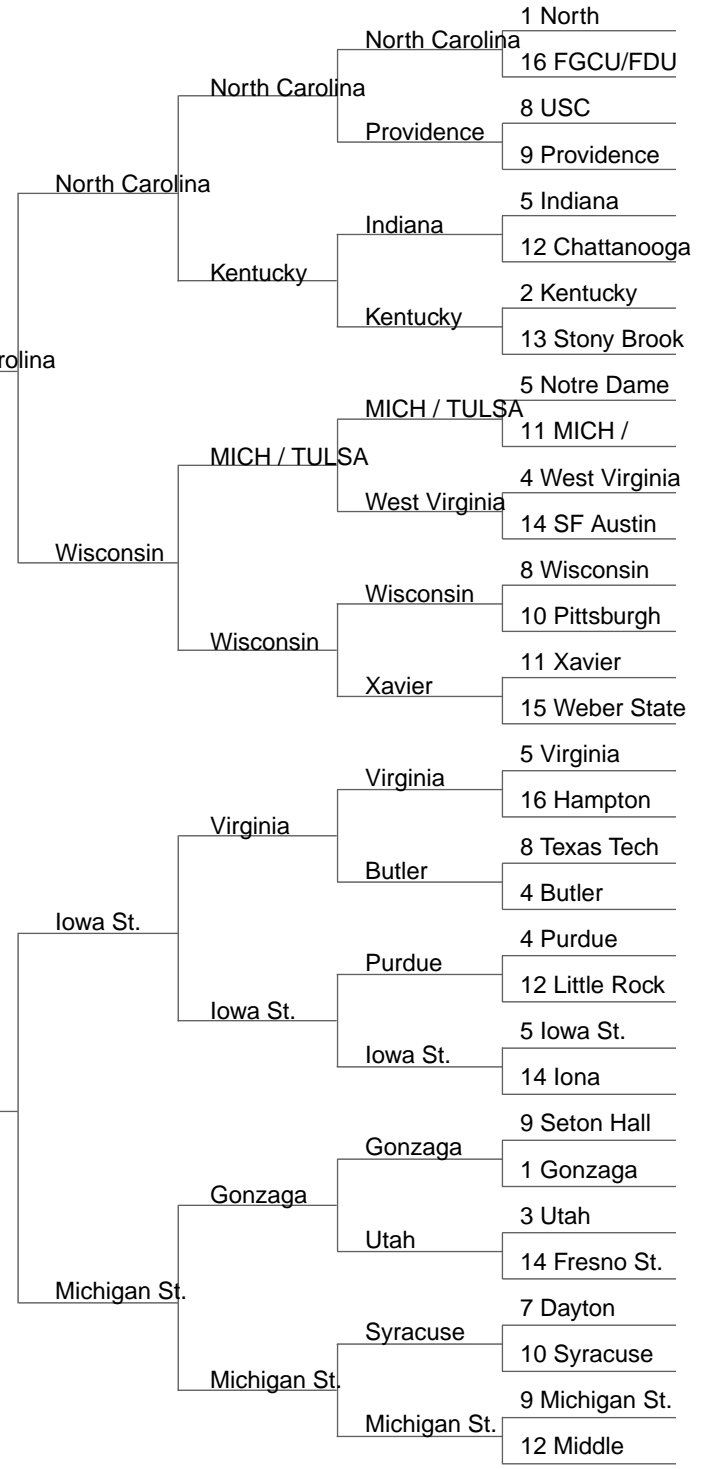 1 North
North Carolina
16 FGCU/FDU
North Carolina
8 USC
Providence
9 Providence
North Carolina
5 Indiana
Indiana
12 Chattanooga
Kentucky
2 Kentucky
Kentucky
13 Stony Brook
rolina
5 Notre Dame
MICH / TULSA
11 MICH /
MICH / TULSA
4 West Virginia
West Virginia
14 SF Austin
Wisconsin
8 Wisconsin
Wisconsin
10 Pittsburgh
Wisconsin
11 Xavier
Xavier
15 Weber State
5 Virginia
Virginia
16 Hampton
Virginia
8 Texas Tech
Butler
4 Butler
Iowa St.
4 Purdue
Purdue
12 Little Rock
Iowa St.
5 Iowa St.
Iowa St.
14 Iona
9 Seton Hall
Gonzaga
1 Gonzaga
Gonzaga
3 Utah
Utah
14 Fresno St.
Michigan St.
7 Dayton
Syracuse
10 Syracuse
Michigan St.
9 Michigan St.
Michigan St.
12 Middle